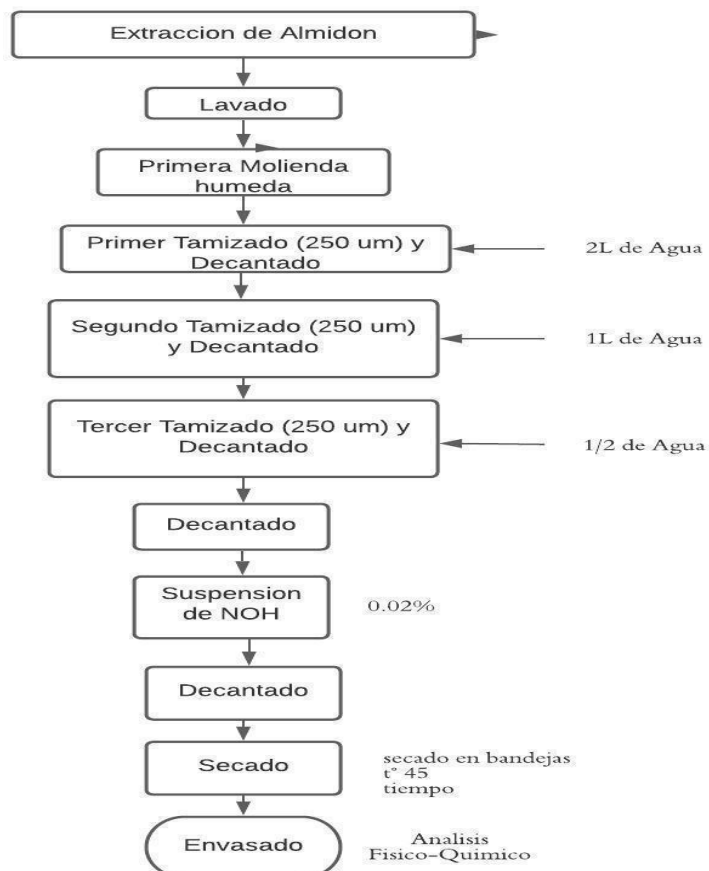 Extraccion de Almidon
Lavado
Primera Molienda
humeda
Primer Tamizado (250 um) y
Decantado
2L de Agua
Segundo Tamizado (250 um)
y Decantado
1L de Agua
Tercer Tamizado (250 um) y
Decantado
1/2 de Agua
Decantado
Suspension
de NOH
0.02%
Decantado
Secado
secado en bandejas
t° 45
tiempo
Envasado
Analisis
Fisico-Quimico